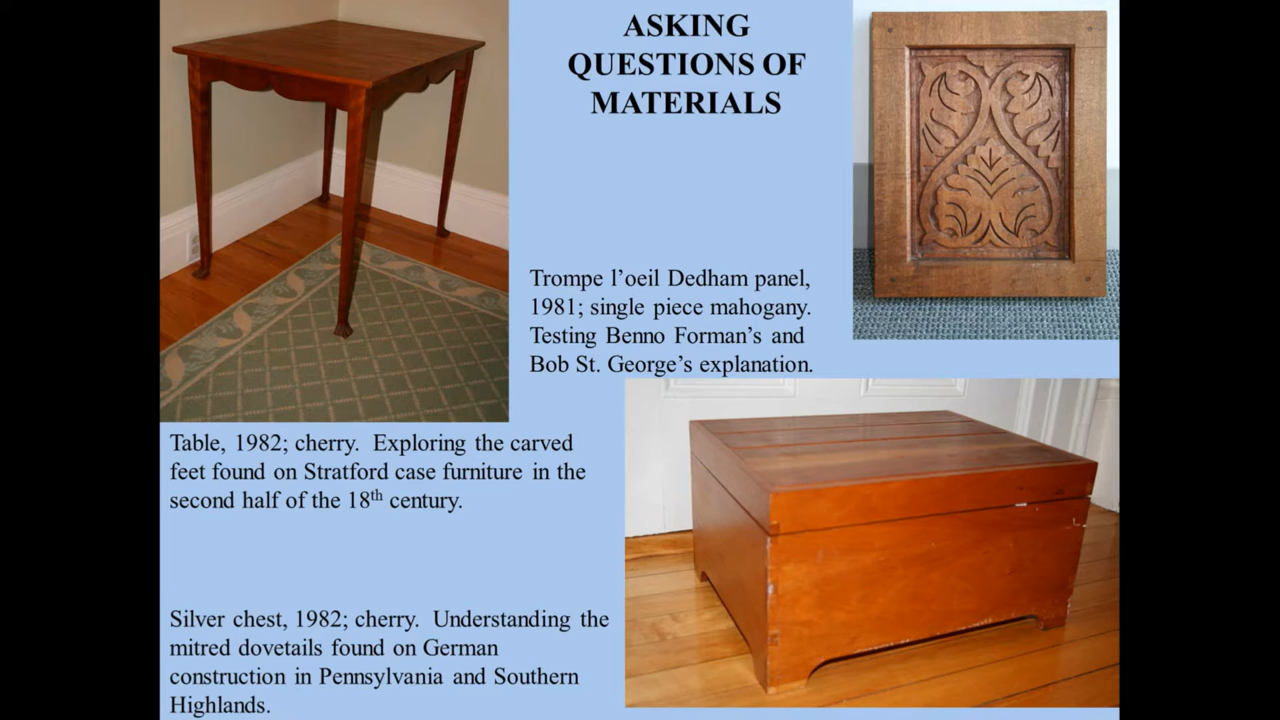 ASKING
QUESTIONS OF
MATERIALS
Trompe l’oeil Dedham panel,
1981; single piece mahogany.
Testing Benno Forman’s and
Bob St. George’s explanation.
Table, 1982; cherry.  Exploring the carved
feet found on Stratford case furniture in the
second half of the 18th century.
Silver chest, 1982; cherry.  Understanding the
mitred dovetails found on German
construction in Pennsylvania and Southern
Highlands.